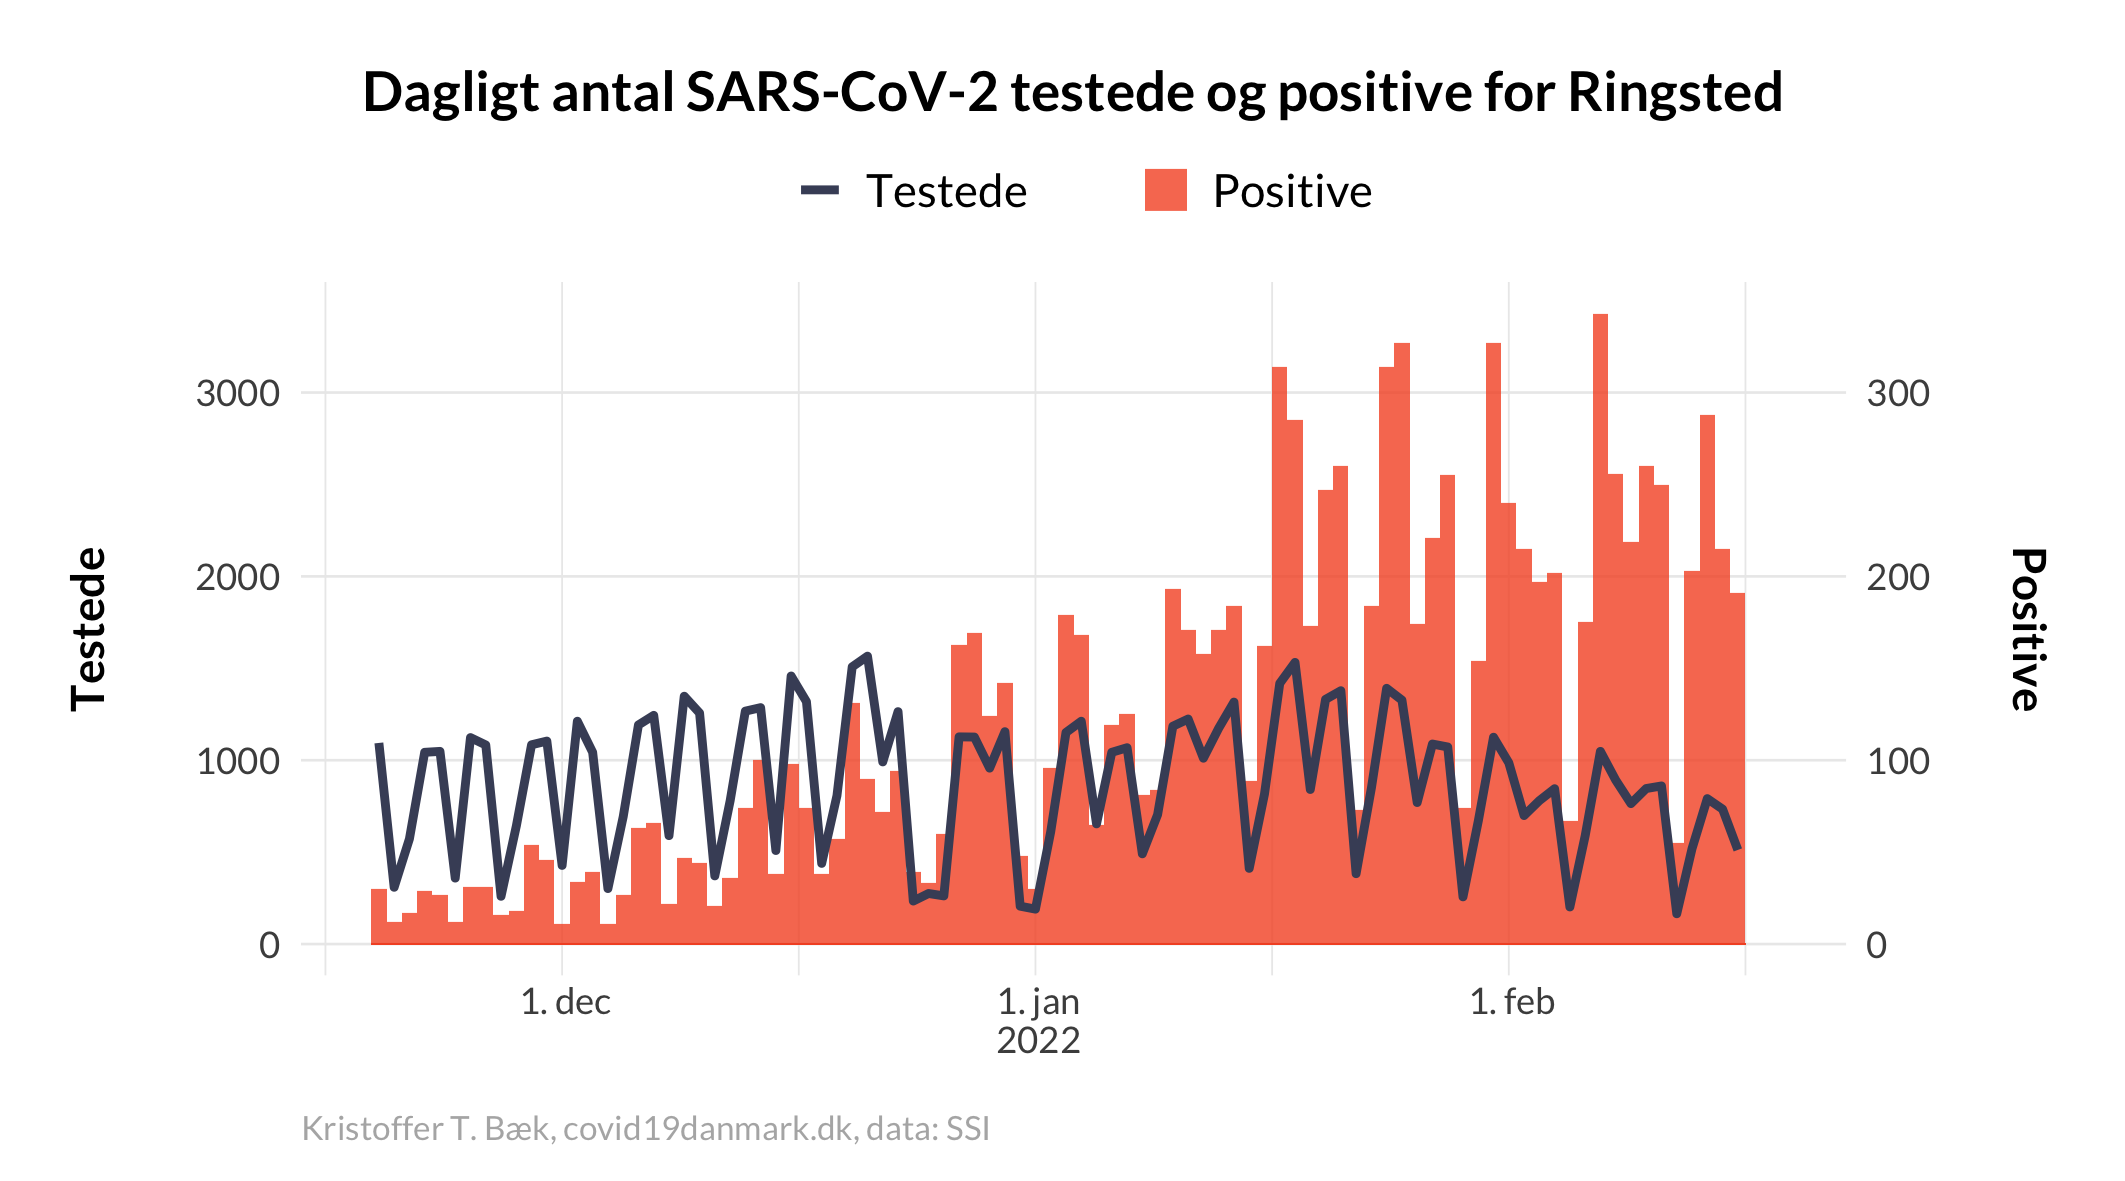 Dagligt antal SARS-CoV-2 testede og positive for Ringsted
Testede
Positive
Testede
3000
2000
1000
0
300
200
100
0
Positive
1. dec
1. jan
2022
1. feb
Kristoffer T. Bæk, covid19danmark.dk, data: SSI